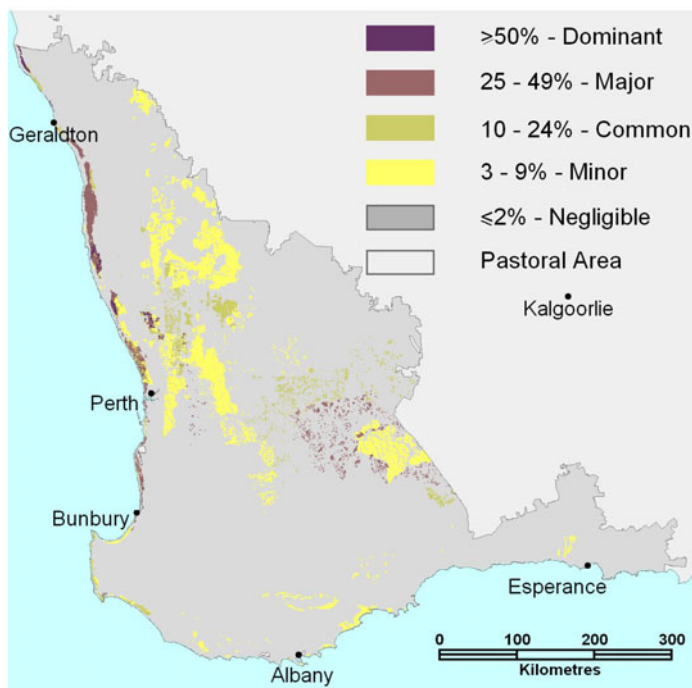 ≥50% - Dominant
25 - 49% - Major
10 - 24% - Common
3 - 9% - Minor
≤2% - Negligible
Pastoral Area
Geraldton
Kalgoorlie
Perth
Bunbury
Esperance
Albany
0 100 200 300
Kilometres